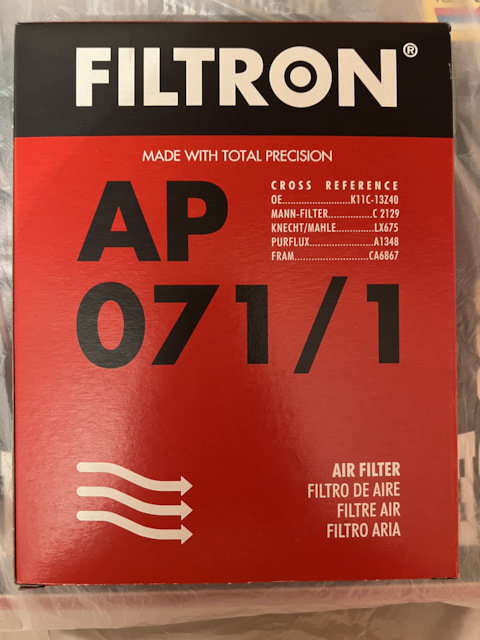 FILTRON®
MADE WITH TOTAL PRECISION
AP
071/1
CROSS REFERENCE
OE........................K11C-13Z40
MANN-FILTER...............C 2129
KNECHT/MAHLE.............LX675
PURFLUX......................A1348
FRAM..........................CA6867
AIR FILTER
FILTRO DE AIRE
FILTRE AIR
FILTRO ARIA